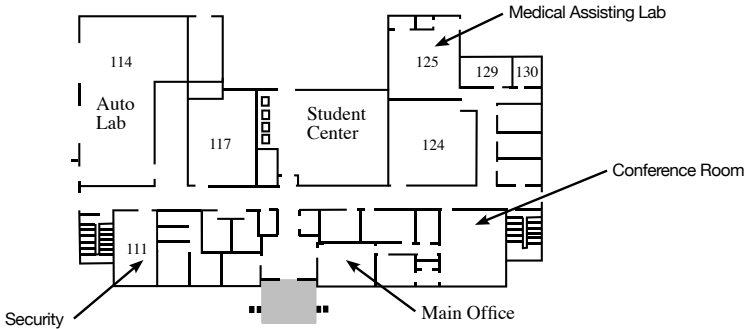 Medical Assisting Lab
114
125
129
130
Auto
Lab
Student
Center
117
124
Conference Room
111
Security
Main Office